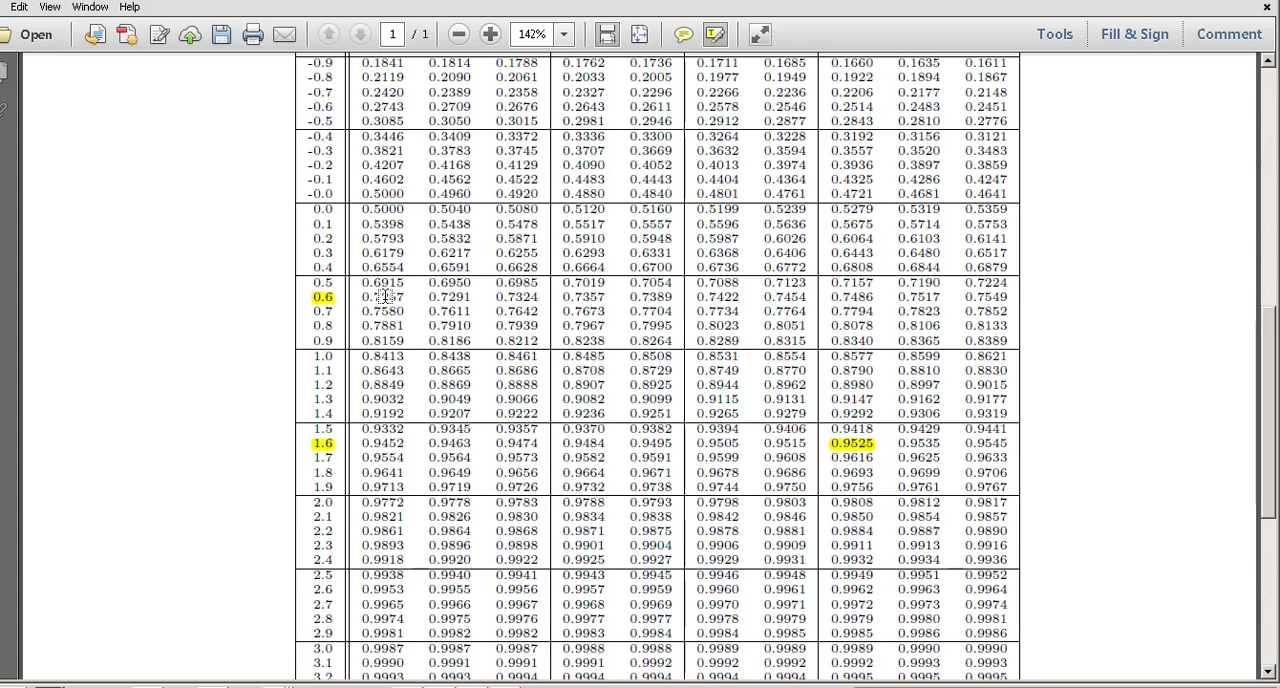 Edit View Window Help
Open 1 / 1 142% Tools Fill & Sign Comment
-0.9 0.1841 0.1814 0.1788 0.1762 0.1736 0.1711 0.1685 0.1660 0.1635 0.1611
-0.8 0.2119 0.2090 0.2061 0.2033 0.2005 0.1977 0.1949 0.1922 0.1894 0.1867
-0.7 0.2420 0.2389 0.2358 0.2327 0.2296 0.2266 0.2236 0.2206 0.2177 0.2148
-0.6 0.2743 0.2709 0.2676 0.2643 0.2611 0.2578 0.2546 0.2514 0.2483 0.2451
-0.5 0.3085 0.3050 0.3015 0.2981 0.2946 0.2912 0.2877 0.2843 0.2810 0.2776
-0.4 0.3446 0.3409 0.3372 0.3336 0.3300 0.3264 0.3228 0.3192 0.3156 0.3121
-0.3 0.3821 0.3783 0.3745 0.3707 0.3669 0.3632 0.3594 0.3557 0.3520 0.3483
-0.2 0.4207 0.4168 0.4129 0.4090 0.4052 0.4013 0.3974 0.3936 0.3897 0.3859
-0.1 0.4602 0.4562 0.4522 0.4483 0.4443 0.4404 0.4364 0.4325 0.4286 0.4247
-0.0 0.5000 0.4960 0.4920 0.4880 0.4840 0.4801 0.4761 0.4721 0.4681 0.4641
0.0 0.5000 0.5040 0.5080 0.5120 0.5160 0.5199 0.5239 0.5279 0.5319 0.5359
0.1 0.5398 0.5438 0.5478 0.5517 0.5557 0.5596 0.5636 0.5675 0.5714 0.5753
0.2 0.5793 0.5832 0.5871 0.5910 0.5948 0.5987 0.6026 0.6064 0.6103 0.6141
0.3 0.6179 0.6217 0.6255 0.6293 0.6331 0.6368 0.6406 0.6443 0.6480 0.6517
0.4 0.6554 0.6591 0.6628 0.6664 0.6700 0.6736 0.6772 0.6808 0.6844 0.6879
0.5 0.6915 0.6950 0.6985 0.7019 0.7054 0.7088 0.7123 0.7157 0.7190 0.7224
0.6 0.7291 0.7324 0.7357 0.7389 0.7422 0.7454 0.7486 0.7517 0.7549
0.7 0.7580 0.7611 0.7642 0.7673 0.7704 0.7734 0.7764 0.7794 0.7823 0.7852
0.8 0.7881 0.7910 0.7939 0.7967 0.7995 0.8023 0.8051 0.8078 0.8106 0.8133
0.9 0.8159 0.8186 0.8212 0.8238 0.8264 0.8289 0.8315 0.8340 0.8365 0.8389
1.0 0.8413 0.8438 0.8461 0.8485 0.8508 0.8531 0.8554 0.8577 0.8599 0.8621
1.1 0.8643 0.8665 0.8686 0.8708 0.8729 0.8749 0.8770 0.8790 0.8810 0.8830
1.2 0.8849 0.8869 0.8888 0.8907 0.8925 0.8944 0.8962 0.8980 0.8997 0.9015
1.3 0.9032 0.9049 0.9066 0.9082 0.9099 0.9115 0.9131 0.9147 0.9162 0.9177
1.4 0.9192 0.9207 0.9222 0.9236 0.9251 0.9265 0.9279 0.9292 0.9306 0.9319
1.5 0.9332 0.9345 0.9357 0.9370 0.9382 0.9394 0.9406 0.9418 0.9429 0.9441
1.6 0.9452 0.9463 0.9474 0.9484 0.9495 0.9505 0.9515 0.9525 0.9535 0.9545
1.7 0.9554 0.9564 0.9573 0.9582 0.9591 0.9599 0.9608 0.9616 0.9625 0.9633
1.8 0.9641 0.9649 0.9656 0.9664 0.9671 0.9678 0.9686 0.9693 0.9699 0.9706
1.9 0.9713 0.9719 0.9726 0.9732 0.9738 0.9744 0.9750 0.9756 0.9761 0.9767
2.0 0.9772 0.9778 0.9783 0.9788 0.9793 0.9798 0.9803 0.9808 0.9812 0.9817
2.1 0.9821 0.9826 0.9830 0.9834 0.9838 0.9842 0.9846 0.9850 0.9854 0.9857
2.2 0.9861 0.9864 0.9868 0.9871 0.9875 0.9878 0.9881 0.9884 0.9887 0.9890
2.3 0.9893 0.9896 0.9898 0.9901 0.9904 0.9906 0.9909 0.9911 0.9913 0.9916
2.4 0.9918 0.9920 0.9922 0.9925 0.9927 0.9929 0.9931 0.9932 0.9934 0.9936
2.5 0.9938 0.9940 0.9941 0.9943 0.9945 0.9946 0.9948 0.9949 0.9951 0.9952
2.6 0.9953 0.9955 0.9956 0.9957 0.9959 0.9960 0.9961 0.9962 0.9963 0.9964
2.7 0.9965 0.9966 0.9967 0.9968 0.9969 0.9970 0.9971 0.9972 0.9973 0.9974
2.8 0.9974 0.9975 0.9976 0.9977 0.9977 0.9978 0.9979 0.9979 0.9980 0.9981
2.9 0.9981 0.9982 0.9982 0.9983 0.9984 0.9984 0.9985 0.9985 0.9986 0.9986
3.0 0.9987 0.9987 0.9987 0.9988 0.9988 0.9989 0.9989 0.9989 0.9990 0.9990
3.1 0.9990 0.9991 0.9991 0.9991 0.9992 0.9992 0.9992 0.9992 0.9993 0.9993
3.2 0.9993 0.9993 0.9994 0.9994 0.9994 0.9994 0.9994 0.9995 0.9995 0.9995